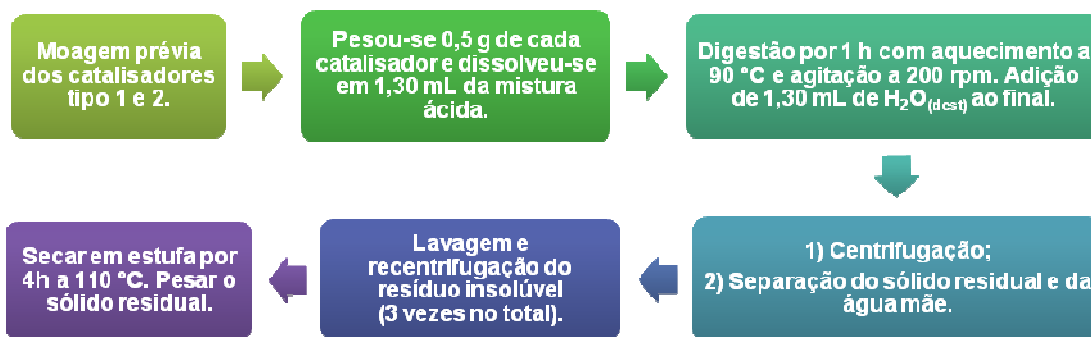 Moagem prévia
dos catalisadores
tipo 1 e 2.
Pesou-se 0,5 g de cada
catalisador e dissolveu-se
em 1,30 mL da mistura
ácida.
Digestão por 1 h com aquecimento a
90 °C e agitação a 200 rpm. Adição
de 1,30 mL de H₂O(dest) ao final.
1) Centrifugação;
2) Separação do sólido residual e da
água mãe.
Lavagem e
recentrifugação do
resíduo insolúvel
(3 vezes no total).
Secar em estufa por
4h a 110 °C. Pesar o
sólido residual.